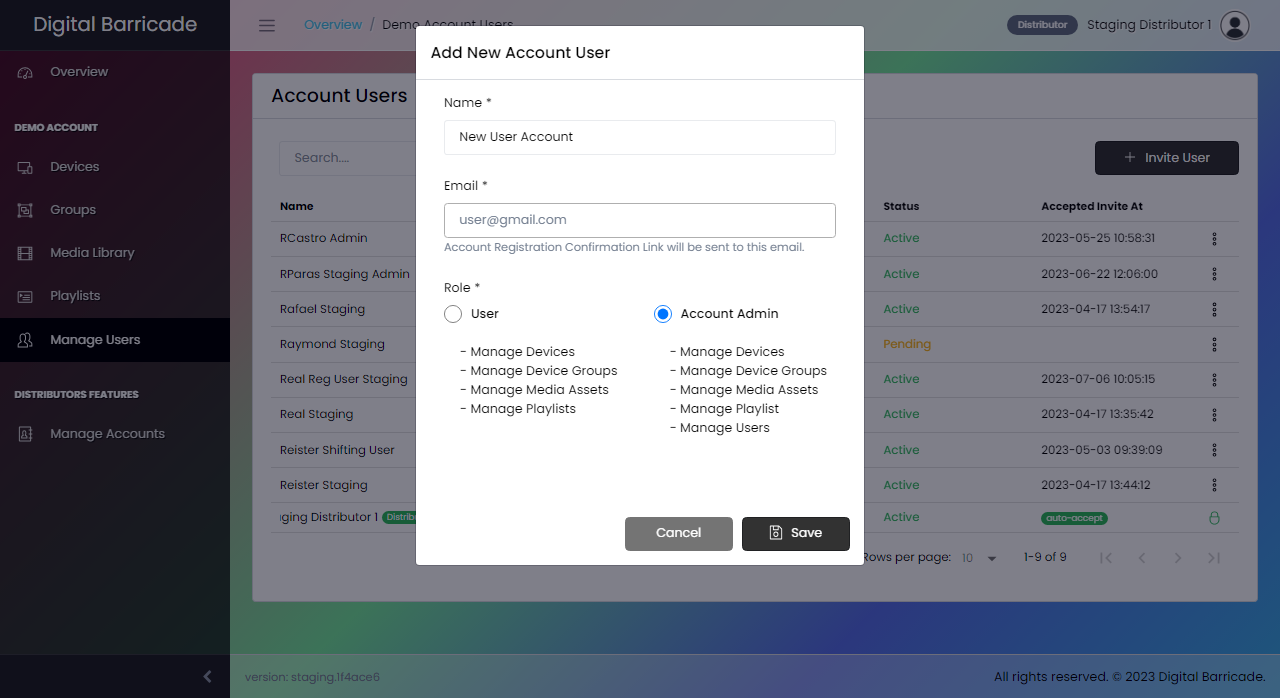 Digital Barricade
Overview / Demo Account Users
Distributor Staging Distributor 1
Overview
DEMO ACCOUNT
Devices
Groups
Media Library
Playlists
Manage Users
DISTRIBUTORS FEATURES
Manage Accounts
Account Users
Search....
+ Invite User
Name Status Accepted Invite At
RCastro Admin Active 2023-05-25 10:58:31
RParas Staging Admin Active 2023-06-22 12:06:00
Rafael Staging Active 2023-04-17 13:54:17
Raymond Staging Pending
Real Reg User Staging Active 2023-07-06 10:05:15
Real Staging Active 2023-04-17 13:35:42
Reister Shifting User Active 2023-05-03 09:39:09
Reister Staging Active 2023-04-17 13:44:12
ging Distributor 1 Active auto-accept
Rows per page: 10 1-9 of 9
Add New Account User
Name *
New User Account
Email *
user@gmail.com
Account Registration Confirmation Link will be sent to this email.
Role *
User
- Manage Devices
- Manage Device Groups
- Manage Media Assets
- Manage Playlists
Account Admin
- Manage Devices
- Manage Device Groups
- Manage Media Assets
- Manage Playlist
- Manage Users
Cancel Save
version: staging.1f4ace6
All rights reserved. © 2023 Digital Barricade.